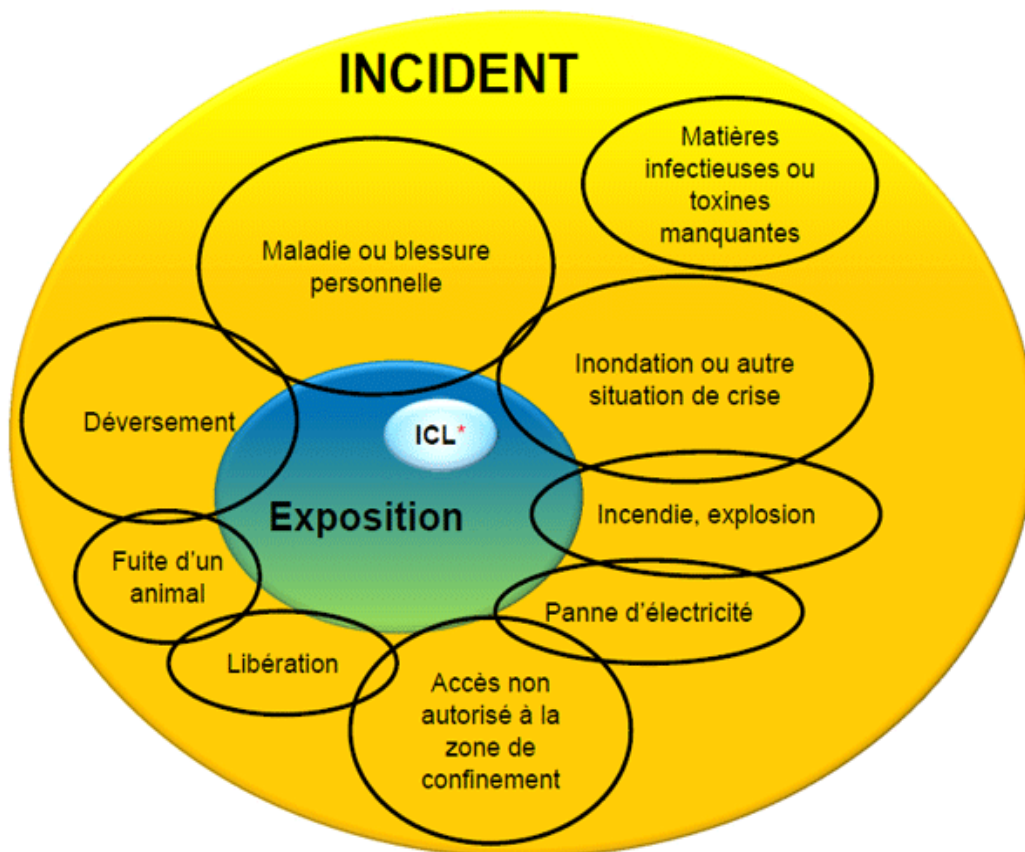 INCIDENT
Matières
infectieuses ou
toxines
manquantes
Maladie ou blessure
personnelle
Inondation ou autre
situation de crise
Déversement
ICL*
Exposition
Incendie, explosion
Fuite d'un
animal
Panne d'électricité
Libération
Accès non
autorisé à la
zone de
confinement